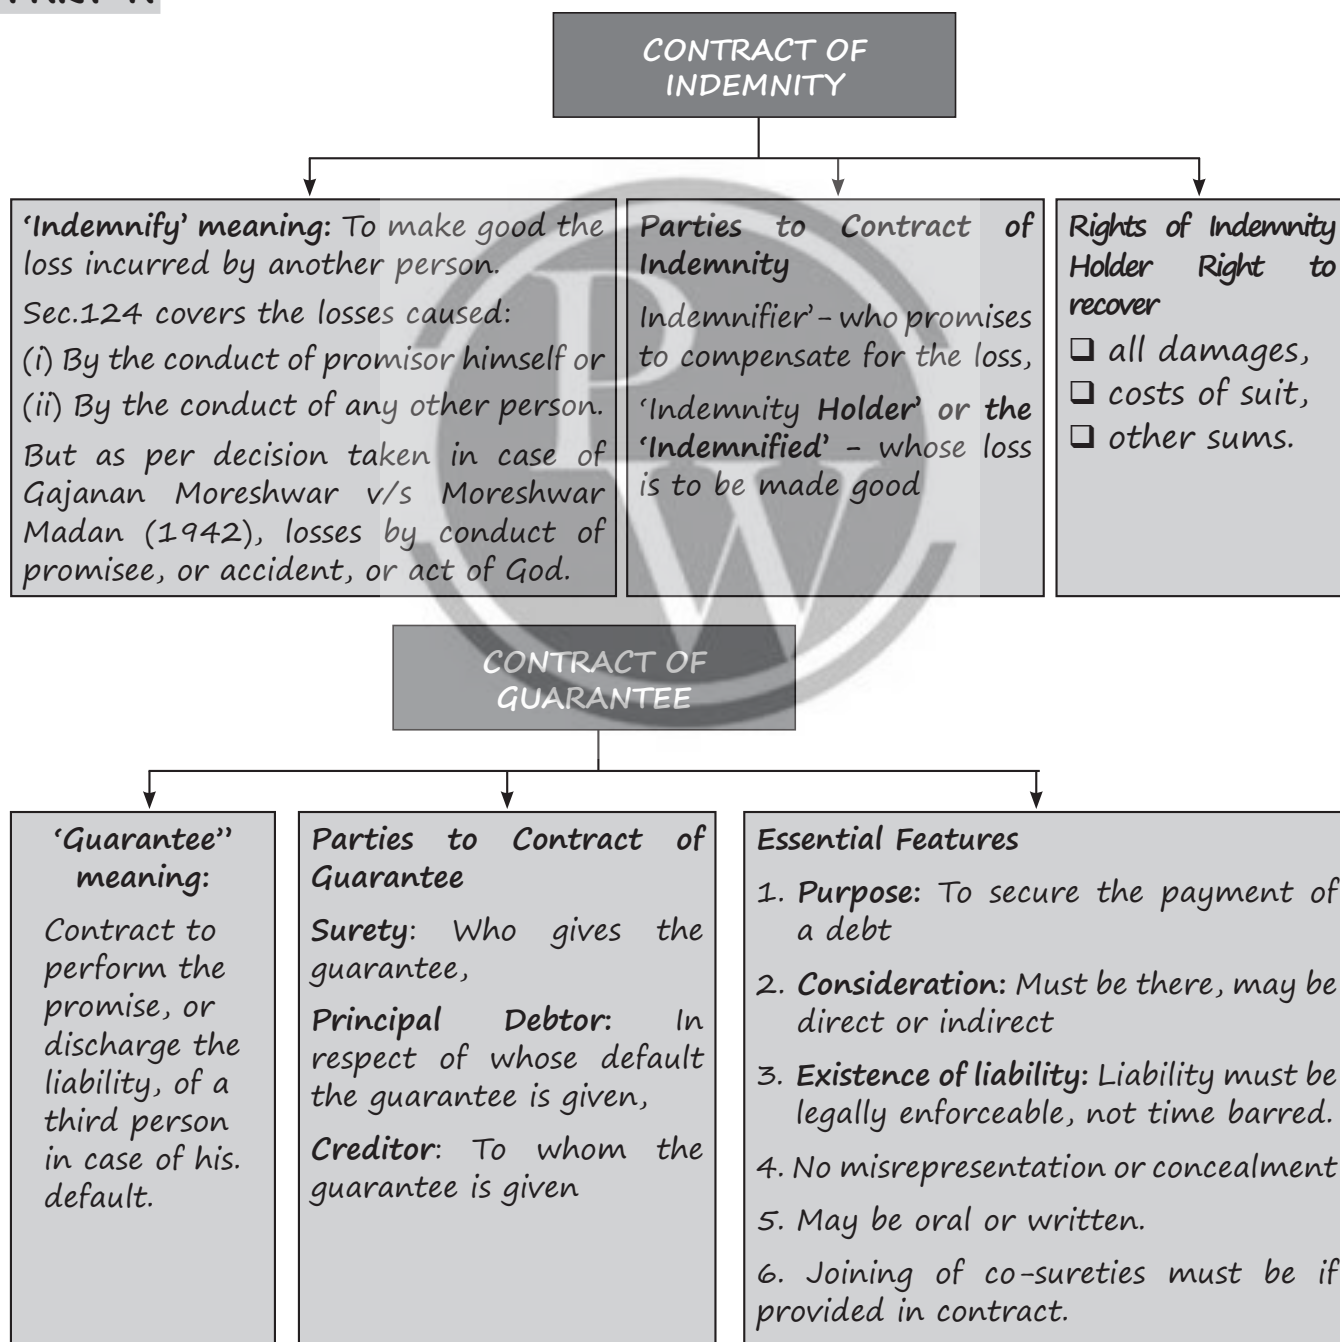 CONTRACT OF
INDEMNITY
‘Indemnify’ meaning: To make good the
loss incurred by another person.
Sec.124 covers the losses caused:
(i) By the conduct of promisor himself or
(ii) By the conduct of any other person.
But as per decision taken in case of
Gajanan Moreshwar v/s Moreshwar
Madan (1942), losses by conduct of
promisee, or accident, or act of God.
Parties to Contract of
Indemnity
Indemnifier’- who promises
to compensate for the loss,
‘Indemnity Holder’ or the
‘Indemnified’ - whose loss
is to be made good
Rights of Indemnity
Holder Right to
recover
❑ all damages,
❑ costs of suit,
❑ other sums.
PW
CONTRACT OF
GUARANTEE
‘Guarantee”
meaning:
Contract to
perform the
promise, or
discharge the
liability, of a
third person
in case of his.
default.
Parties to Contract of
Guarantee
Surety: Who gives the
guarantee,
Principal Debtor: In
respect of whose default
the guarantee is given,
Creditor: To whom the
guarantee is given
Essential Features
1. Purpose: To secure the payment of
a debt
2. Consideration: Must be there, may be
direct or indirect
3. Existence of liability: Liability must be
legally enforceable, not time barred.
4. No misrepresentation or concealment
5. May be oral or written.
6. Joining of co-sureties must be if
provided in contract.